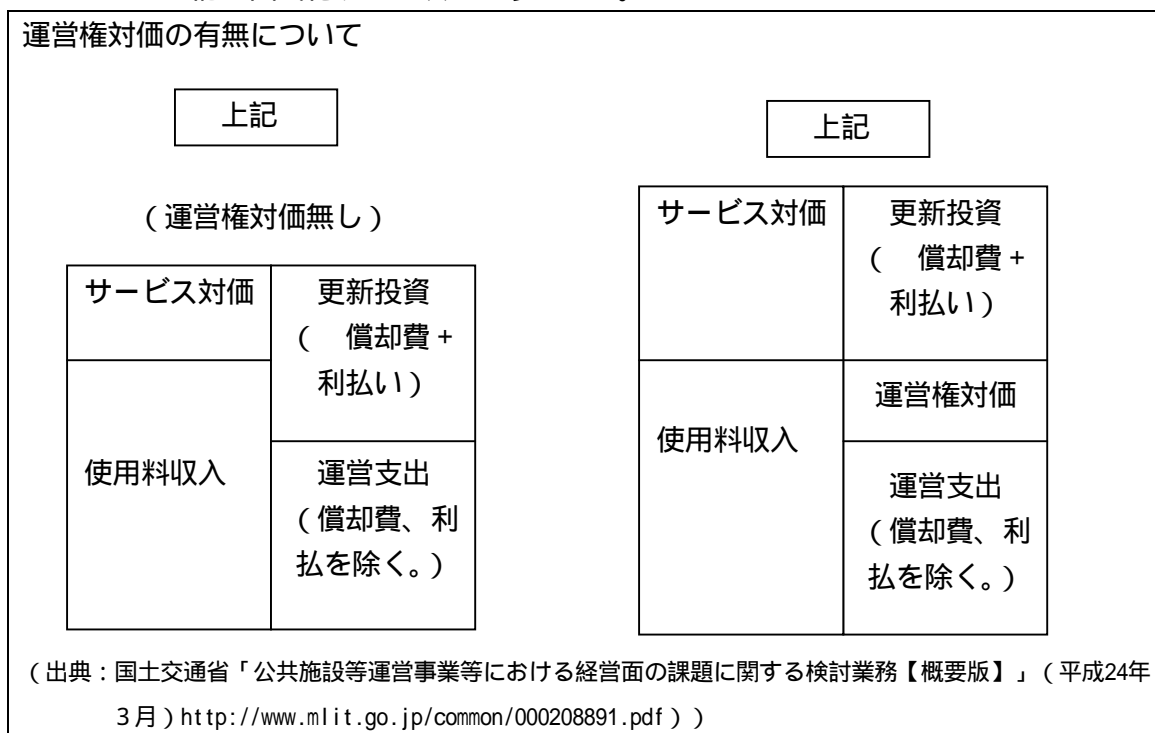 運営権対価の有無について
上記
（運営権対価無し）
サービス対価
使用料収入
更新投資
（　償却費＋
利払い）
運営支出
（償却費、利
払を除く。）
上記
サービス対価
使用料収入
更新投資
（　償却費＋
利払い）
運営権対価
運営支出
（償却費、利
払を除く。）
（出典：国土交通省「公共施設等運営事業等における経営面の課題に関する検討業務【概要版】」（平成24年
３月）http://www.mlit.go.jp/common/000208891.pdf））